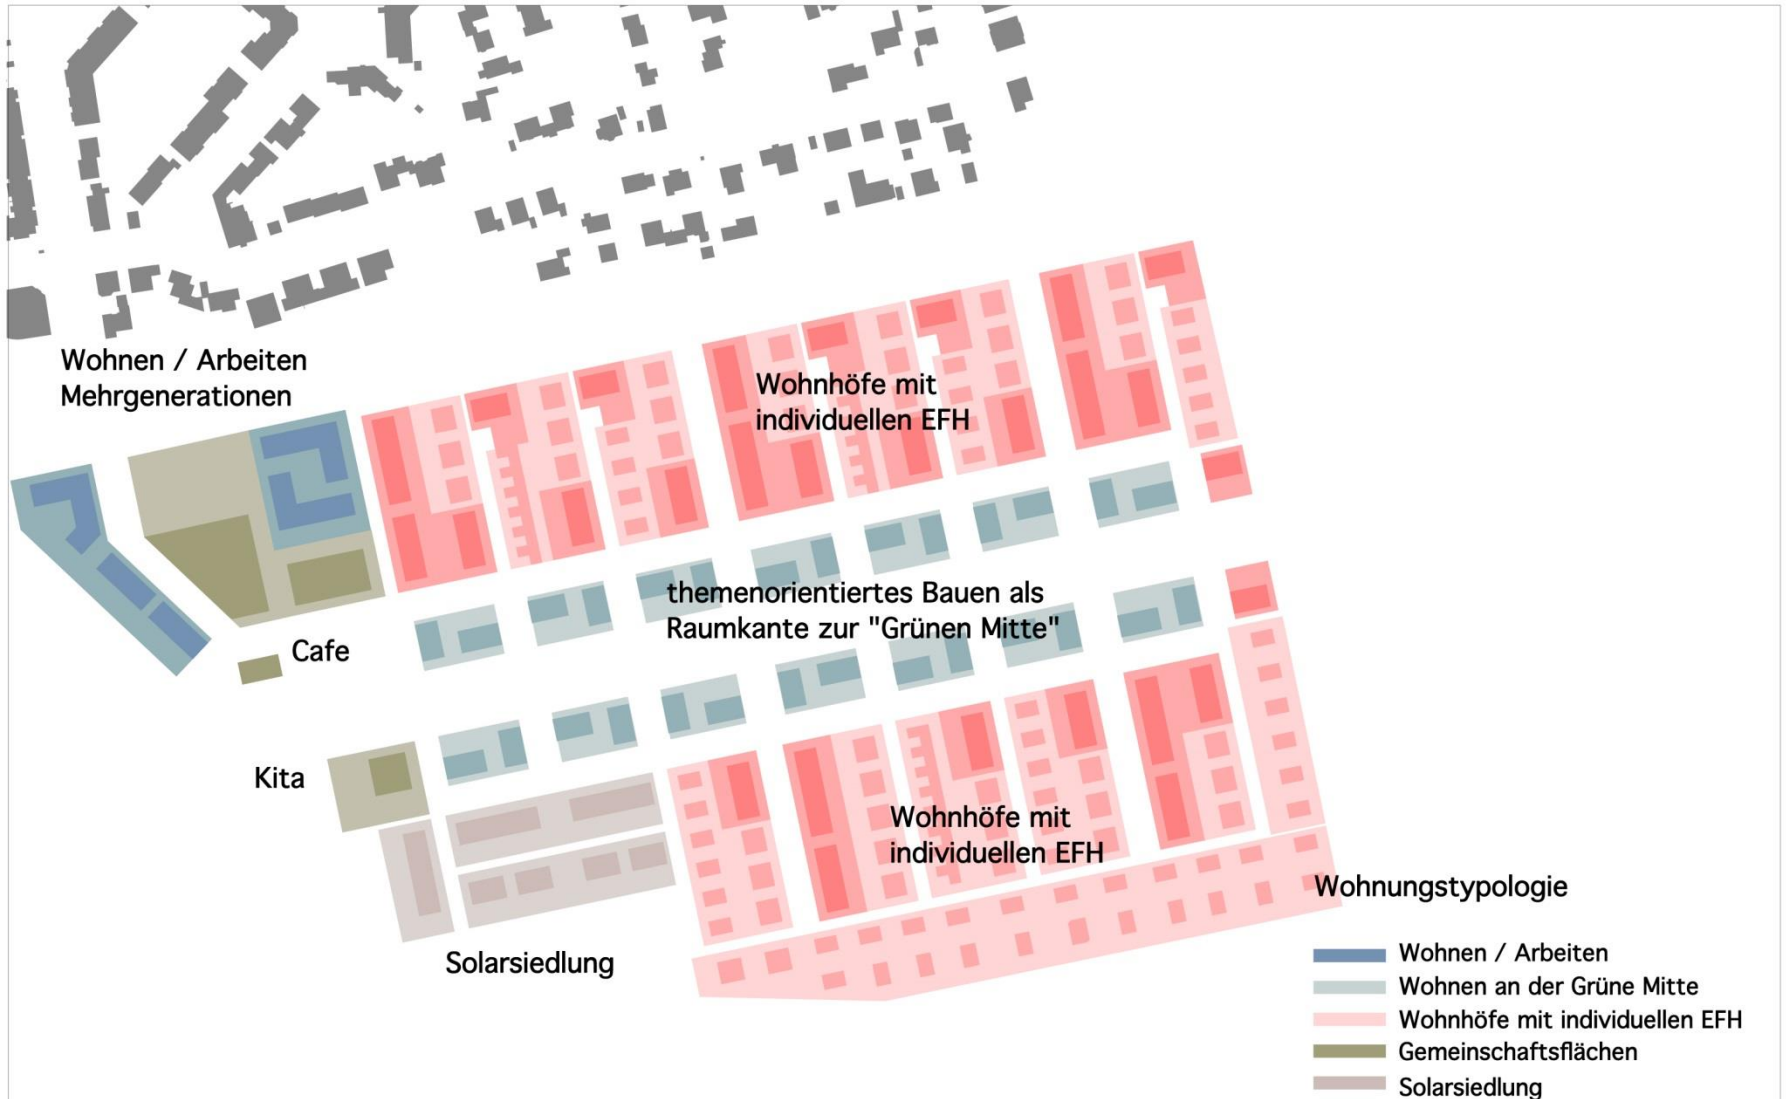 Wohnen / Arbeiten
Mehrgenerationen
Wohnhöfe mit
individuellen EFH
themenorientiertes Bauen als
Raumkante zur "Grünen Mitte"
Cafe
Kita
Wohnhöfe mit
individuellen EFH
Solarsiedlung
Wohnungstypologie
Wohnen / Arbeiten
Wohnen an der Grüne Mitte
Wohnhöfe mit individuellen EFH
Gemeinschaftsflächen
Solarsiedlung